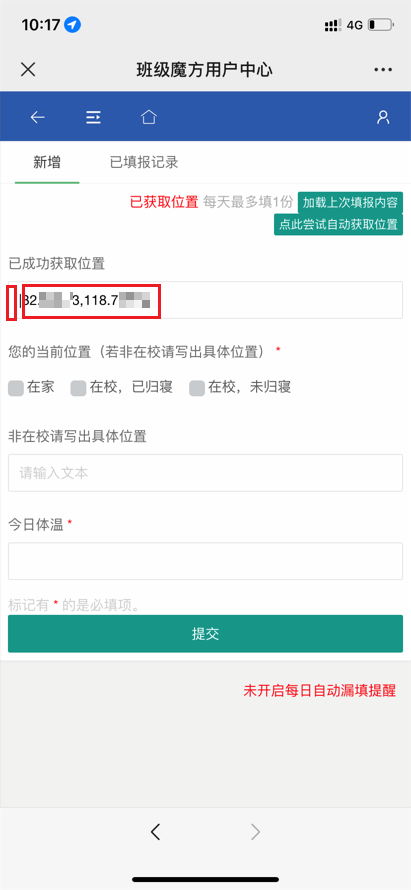 10:17
4G
班级魔方用户中心
新增
已填报记录
已获取位置 每天最多填1份 加载上次填报内容
点此尝试自动获取位置
已成功获取位置
32. 3,118.7
您的当前位置（若非在校请写出具体位置） *
在家 在校，已归寝 在校，未归寝
非在校请写出具体位置
请输入文本
今日体温 *
标记有 * 的是必填项。
提交
未开启每日自动漏填提醒